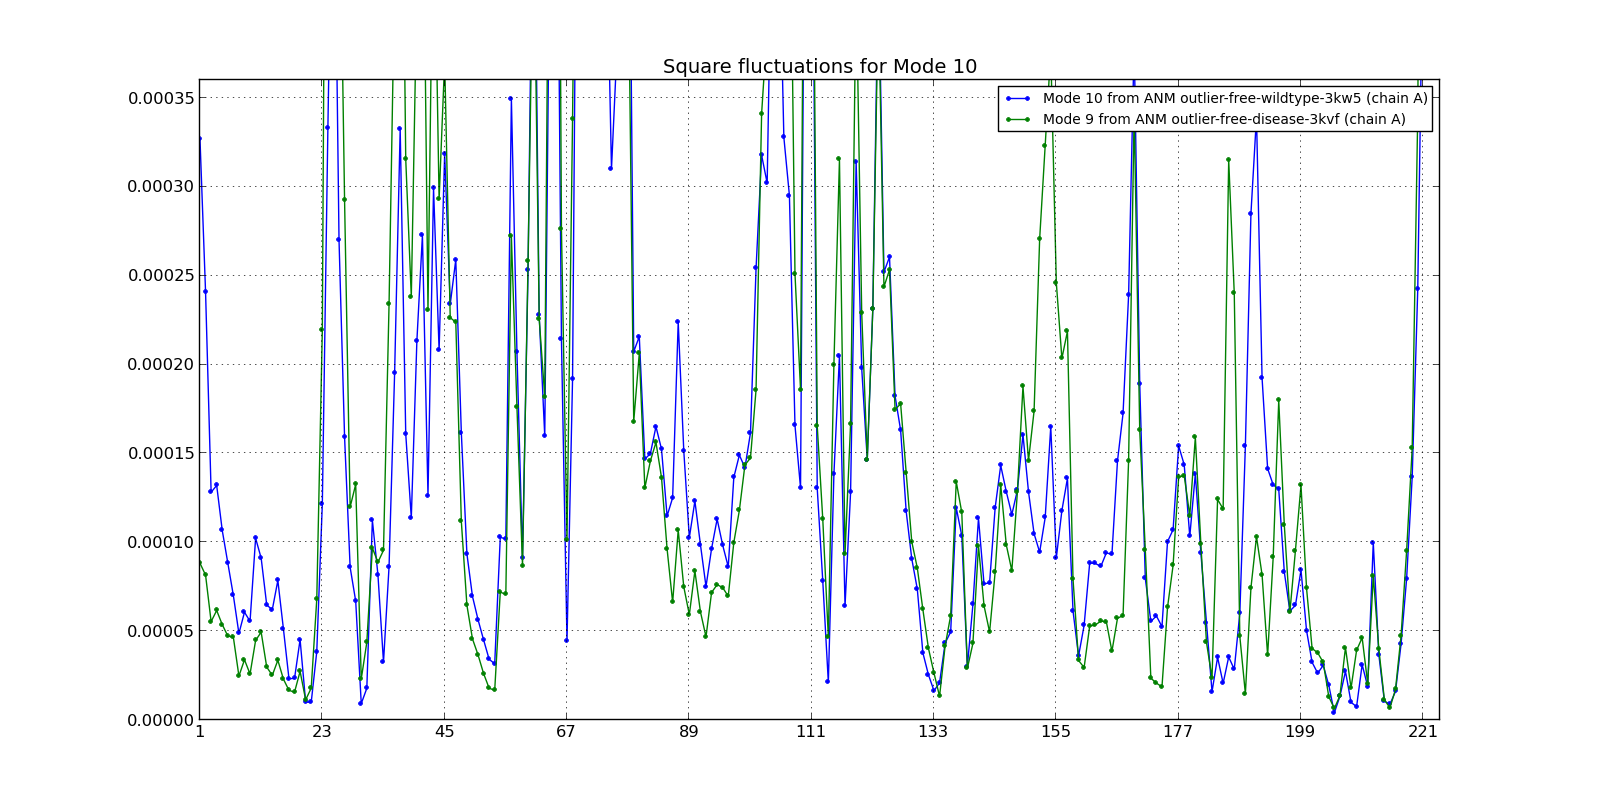 Square fluctuations for Mode 10
Mode 10 from ANM outlier-free-wildtype-3kw5 (chain A)
Mode 9 from ANM outlier-free-disease-3kvf (chain A)
0.00035
0.00030
0.00025
0.00020
0.00015
0.00010
0.00005
0.00000
1 23 45 67 89 111 133 155 177 199 221